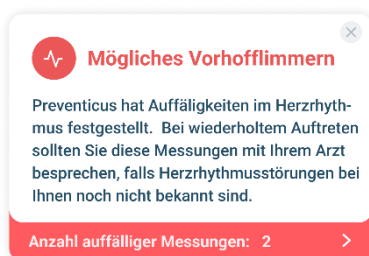 Mögliches Vorhofflimmern
Preventicus hat Auffäligkeiten im Herzrhyth-
mus festgestellt. Bei wiederholtem Auftreten
sollten Sie diese Messungen mit Ihrem Arzt
besprechen, falls Herzrhythmusstörungen bei
Ihnen noch nicht bekannt sind.
Anzahl auffälliger Messungen: 2